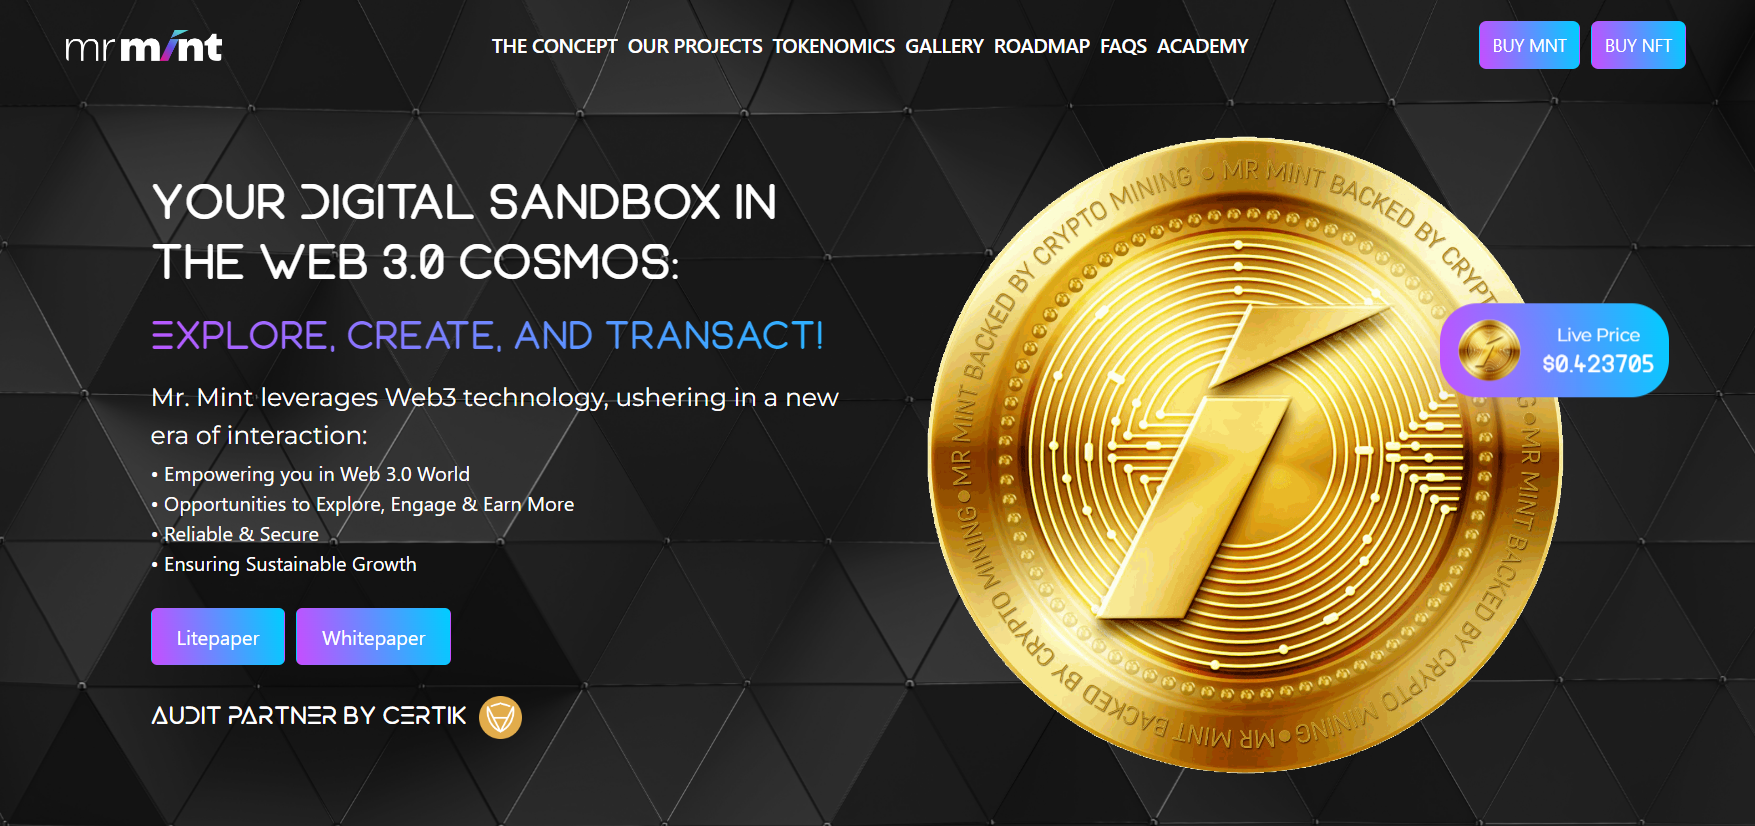 mrmint
THE CONCEPT OUR PROJECTS TOKENOMICS GALLERY ROADMAP FAQS ACADEMY
BUY MNT
BUY NFT
YOUR DIGITAL SANDBOX IN
THE WEB 3.0 COSMOS:
EXPLORE, CREATE, AND TRANSACT!
Mr. Mint leverages Web3 technology, ushering in a new
era of interaction:
• Empowering you in Web 3.0 World
• Opportunities to Explore, Engage & Earn More
• Reliable & Secure
• Ensuring Sustainable Growth
Litepaper
Whitepaper
AUDIT PARTNER BY CERTIK
MR MINT BACKED BY CRYPTO MINING • MR MINT BACKED BY CRYPT
G • MR MINT BACKED BY CRYPTO MINING • MR MINT BACKED BY CRYPTO MINING •
Live Price
$0.423705